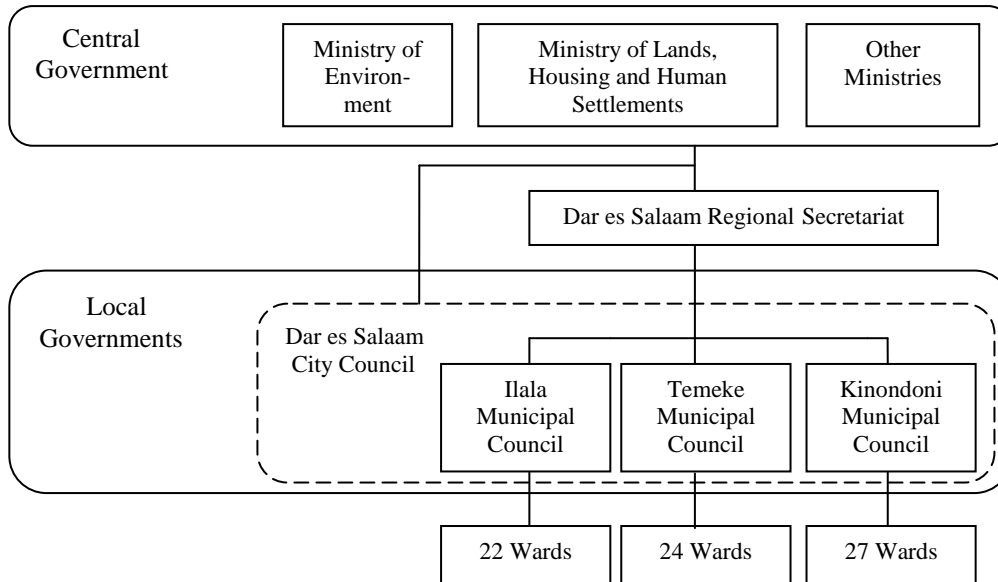 Central
Government
Ministry of
Environ-
ment
Ministry of Lands,
Housing and Human
Settlements
Other
Ministries
Dar es Salaam Regional Secretariat
Local
Governments
Dar es Salaam
City Council
Ilala
Municipal
Council
Temeke
Municipal
Council
Kinondoni
Municipal
Council
22 Wards
24 Wards
27 Wards